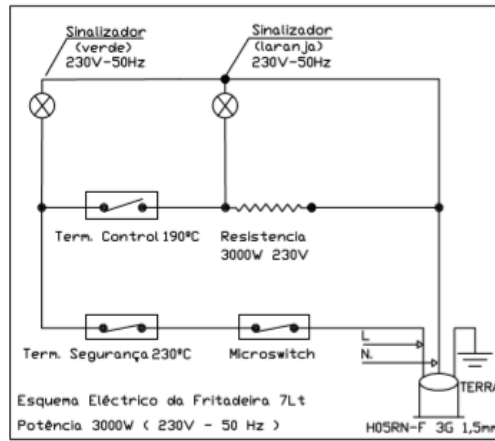 Sinalizador
(verde)
230V-50Hz
Sinalizador
(laranja)
230V-50Hz
Term. Control 190ºC
Resistencia
3000W 230V
Term. Segurança 230ºC
Microswitch
L
N.
TERRA
Esquema Eléctrico da Fritadeira 7Lt
Potência 3000W ( 230V - 50 Hz )
H05RN-F 3G 1,5mm